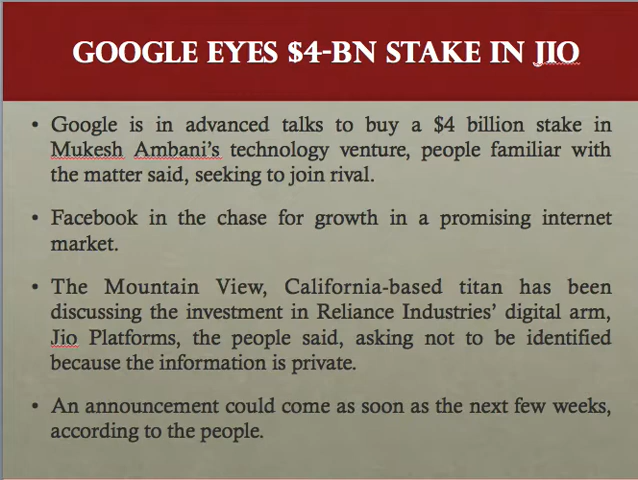 GOOGLE EYES $4-BN STAKE IN JIO
• Google is in advanced talks to buy a $4 billion stake in
Mukesh Ambani's technology venture, people familiar with
the matter said, seeking to join rival.
• Facebook in the chase for growth in a promising internet
market.
• The Mountain View, California-based titan has been
discussing the investment in Reliance Industries' digital arm,
Jio Platforms, the people said, asking not to be identified
because the information is private.
• An announcement could come as soon as the next few weeks,
according to the people.